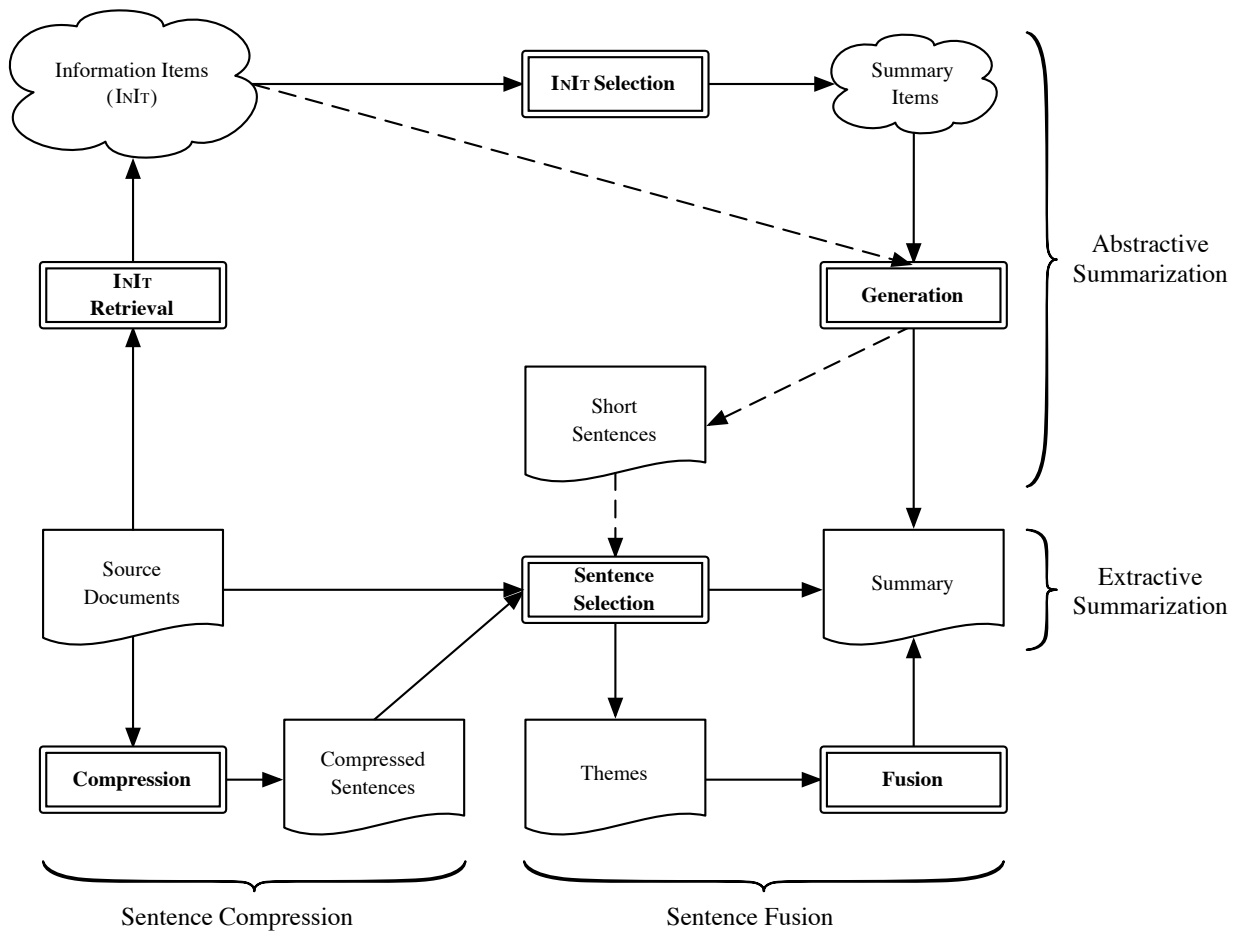 Information Items
(INIT)
INIT Selection
Summary
Items
Abstractive
Summarization
INIT
Retrieval
Generation
Short
Sentences
Source
Documents
Sentence
Selection
Summary
Extractive
Summarization
Compression
Compressed
Sentences
Themes
Fusion
Sentence Compression
Sentence Fusion